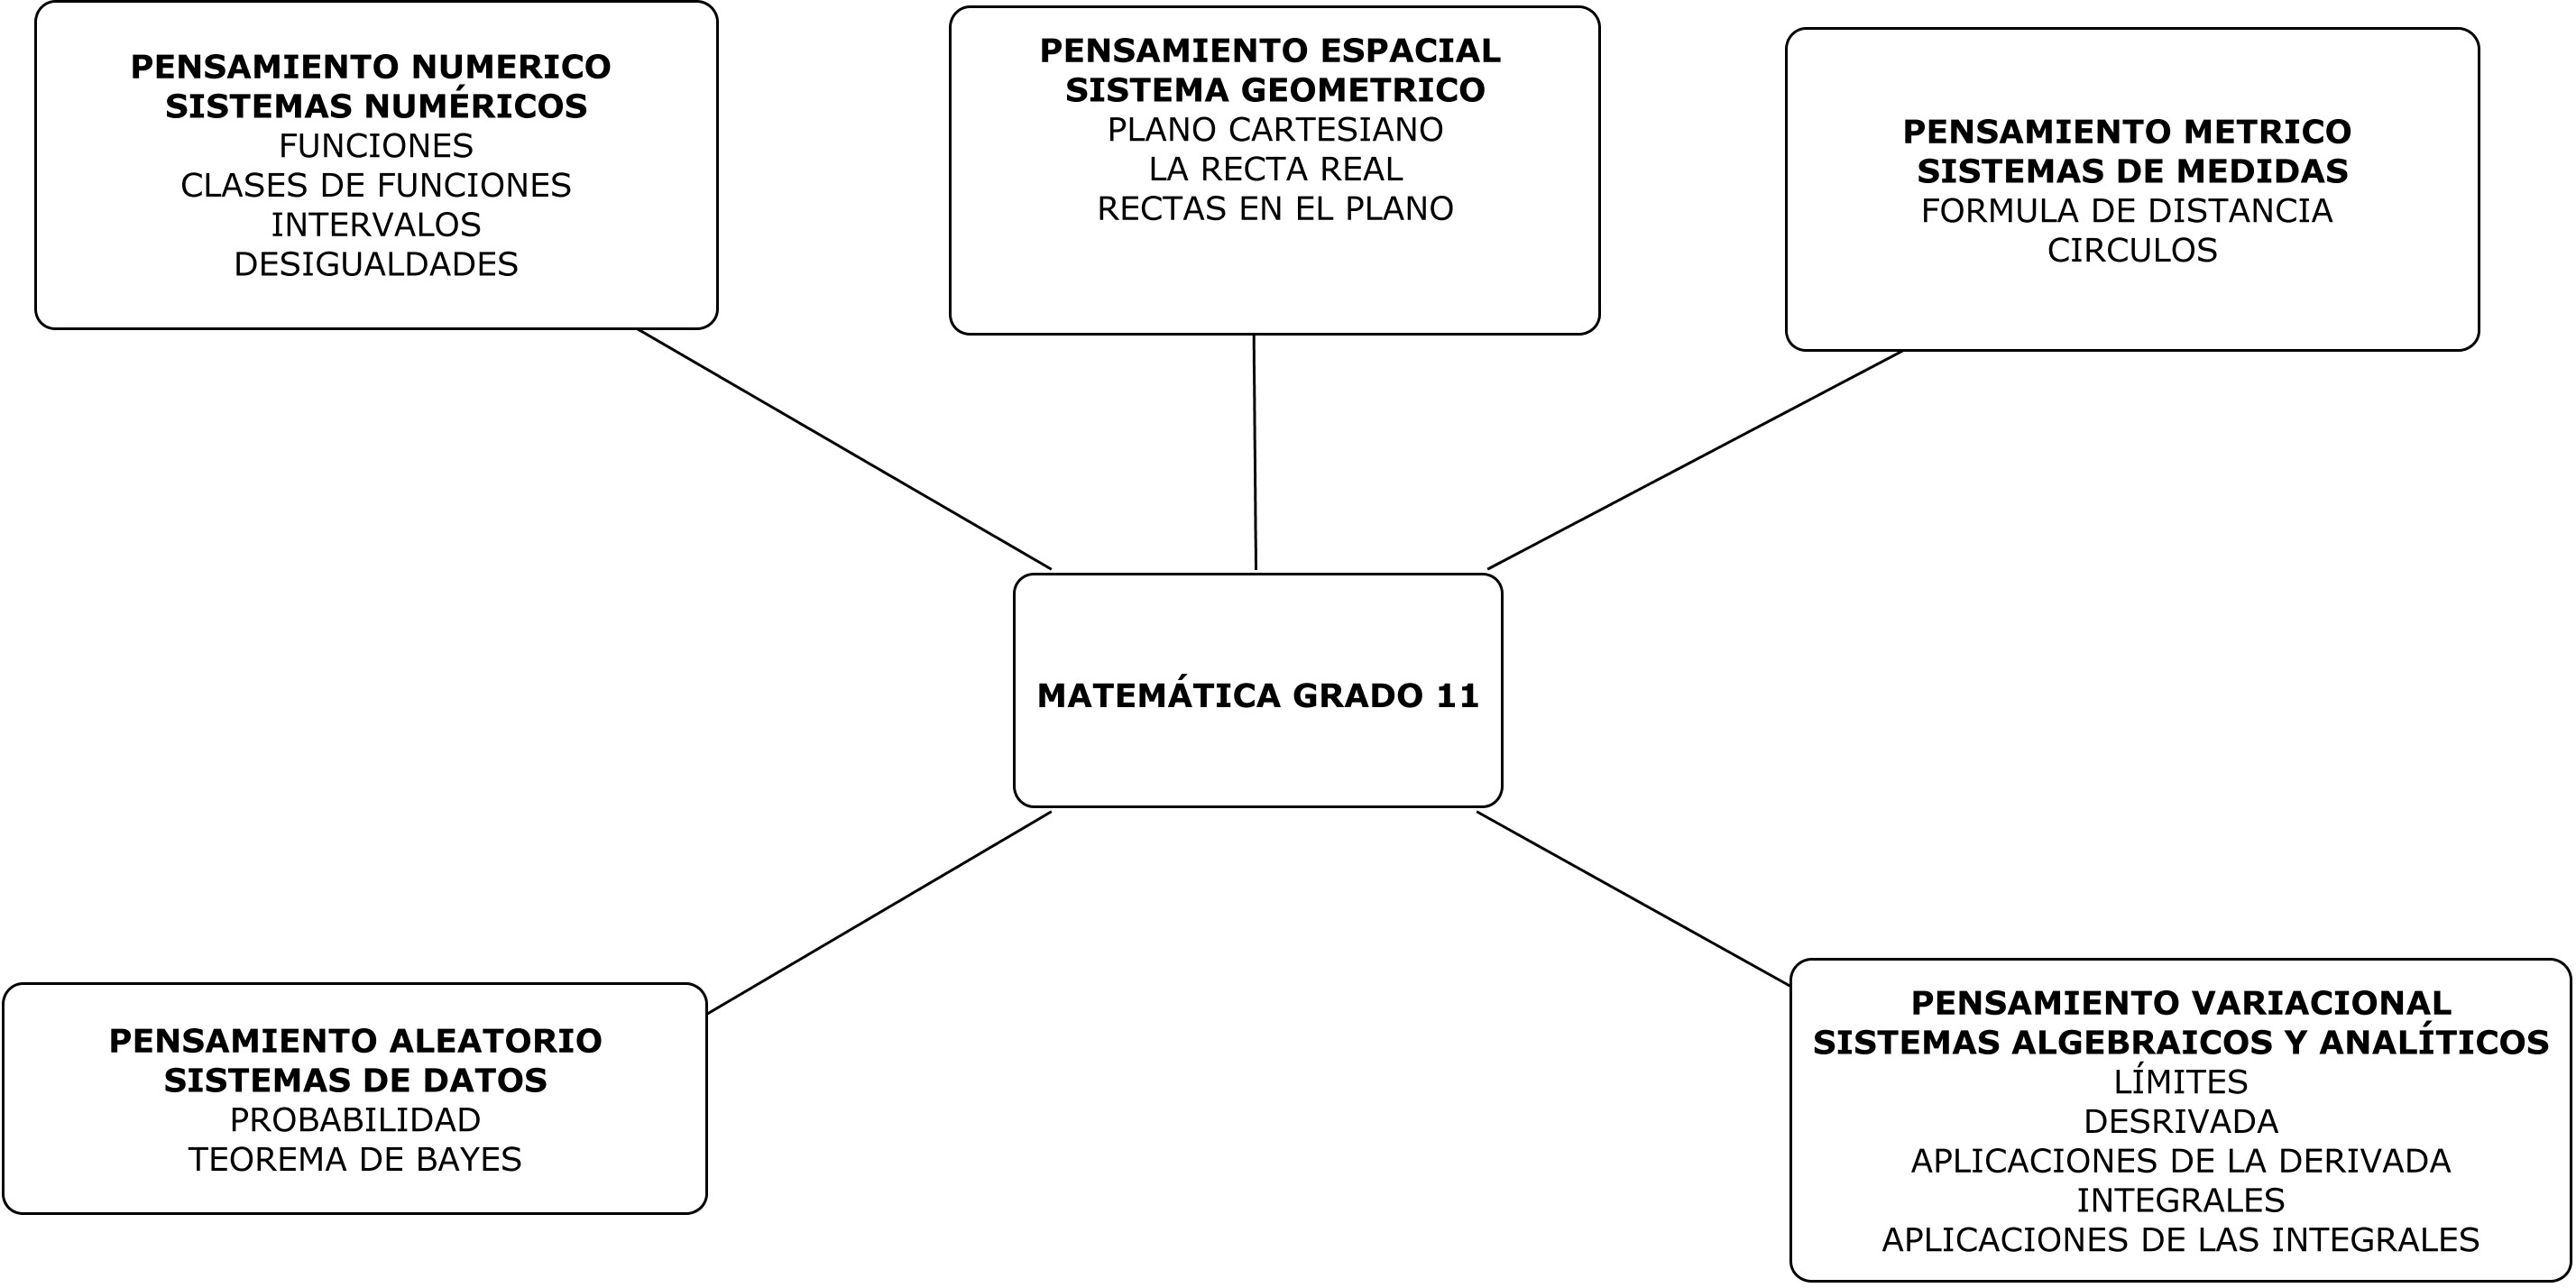 PENSAMIENTO NUMERICO
SISTEMAS NUMÉRICOS
FUNCIONES
CLASES DE FUNCIONES
INTERVALOS
DESIGUALDADES
PENSAMIENTO ESPACIAL
SISTEMA GEOMETRICO
PLANO CARTESIANO
LA RECTA REAL
RECTAS EN EL PLANO
PENSAMIENTO METRICO
SISTEMAS DE MEDIDAS
FORMULA DE DISTANCIA
CIRCULOS
MATEMÁTICA GRADO 11
PENSAMIENTO ALEATORIO
SISTEMAS DE DATOS
PROBABILIDAD
TEOREMA DE BAYES
PENSAMIENTO VARIACIONAL
SISTEMAS ALGEBRAICOS Y ANALÍTICOS
LÍMITES
DESRIVADA
APLICACIONES DE LA DERIVADA
INTEGRALES
APLICACIONES DE LAS INTEGRALES